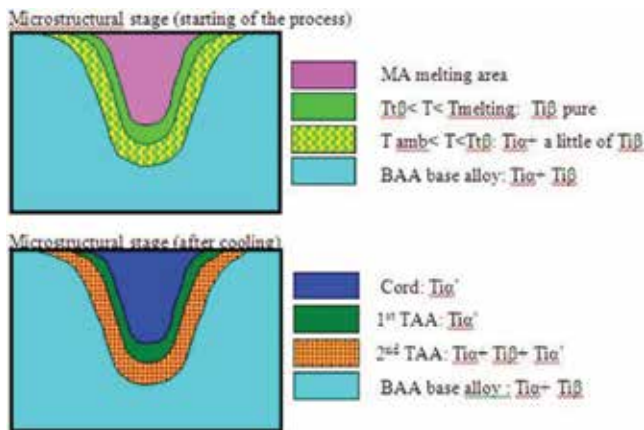 Microstructural stage (starting of the process)
MA melting area
Ttβ< T< Tmelting: Tiβ pure
T amb< T<Ttβ: Tiα+ a little of Tiβ
BAA base alloy: Tiα+ Tiβ
Microstructural stage (after cooling)
Cord: Tiα'
1st TAA: Tiα'
2nd TAA: Tiα+ Tiβ+ Tiα'
BAA base alloy : Tiα+ Tiβ